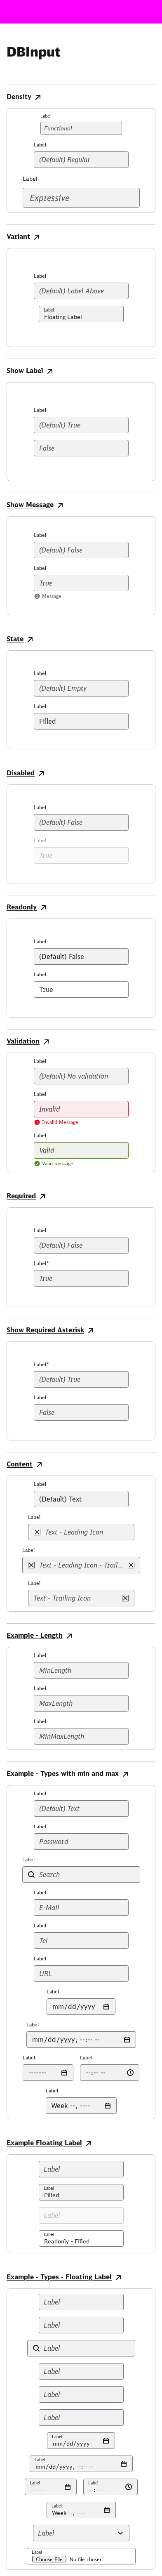 DBInput
Density
Label
Functional
Label
(Default) Regular
Label
Expressive
Variant
Label
(Default) Label Above
Label
Floating Label
Show Label
Label
(Default) True
False
Show Message
Label
(Default) False
Label
True
Message
State
Label
(Default) Empty
Label
Filled
Disabled
Label
(Default) False
Label
True
Readonly
Label
(Default) False
Label
True
Validation
Label
(Default) No validation
Label
Invalid
Invalid Message
Label
Valid
Valid message
Required
Label
(Default) False
Label*
True
Show Required Asterisk
Label*
(Default) True
Label
False
Content
Label
(Default) Text
Label
Text - Leading Icon
Label
Text - Leading Icon - Trail...
Label
Text - Trailing Icon
Example - Length
Label
MinLength
Label
MaxLength
Label
MinMaxLength
Example - Types with min and max
Label
(Default) Text
Label
Password
Label
Search
Label
E-Mail
Label
Tel
Label
URL
Label
mm/dd/yyyy
Label
mm/dd/yyyy, --:-- --
Label Label
------- --:-- --
Label
Week --, ----
Example Floating Label
Label
Label
Filled
Label
Label
Readonly - Filled
Example - Types - Floating Label
Label
Label
Label
Label
Label
Label
Label
mm/dd/yyyy
Label
mm/dd/yyyy, --:-- --
Label Label
------- --:-- --
Label
Week --, ----
Label
Label
Choose File No file chosen